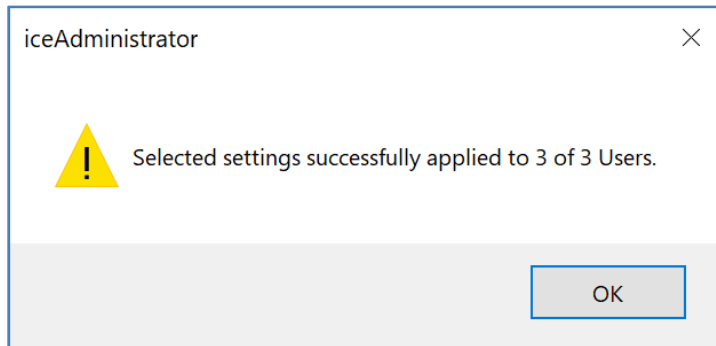 iceAdministrator
Selected settings successfully applied to 3 of 3 Users.
OK